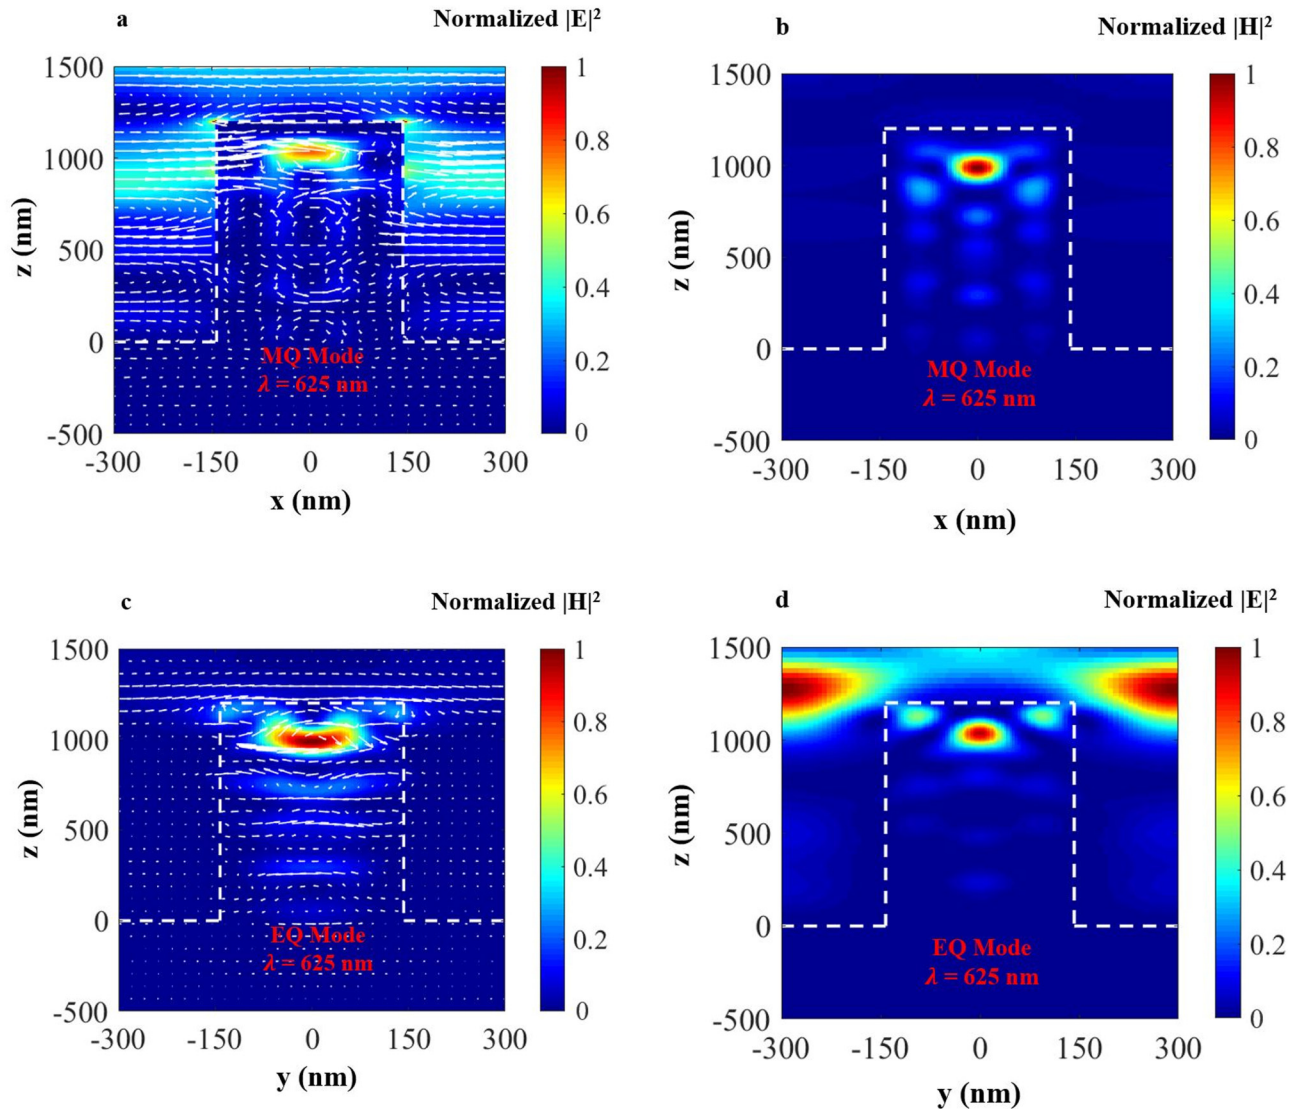 a
Normalized |E|²
1500
1000
500
0
-500
-300
-150
0
150
300
x (nm)
z (nm)
1
0.8
0.6
0.4
0.2
0
MQ Mode
λ = 625 nm
b
Normalized |H|²
1500
1000
500
0
-500
-300
-150
0
150
300
x (nm)
z (nm)
1
0.8
0.6
0.4
0.2
0
MQ Mode
λ = 625 nm
c
Normalized |H|²
1500
1000
500
0
-500
-300
-150
0
150
300
y (nm)
z (nm)
1
0.8
0.6
0.4
0.2
0
EQ Mode
λ = 625 nm
d
Normalized |E|²
1500
1000
500
0
-500
-300
-150
0
150
300
y (nm)
z (nm)
1
0.8
0.6
0.4
0.2
0
EQ Mode
λ = 625 nm